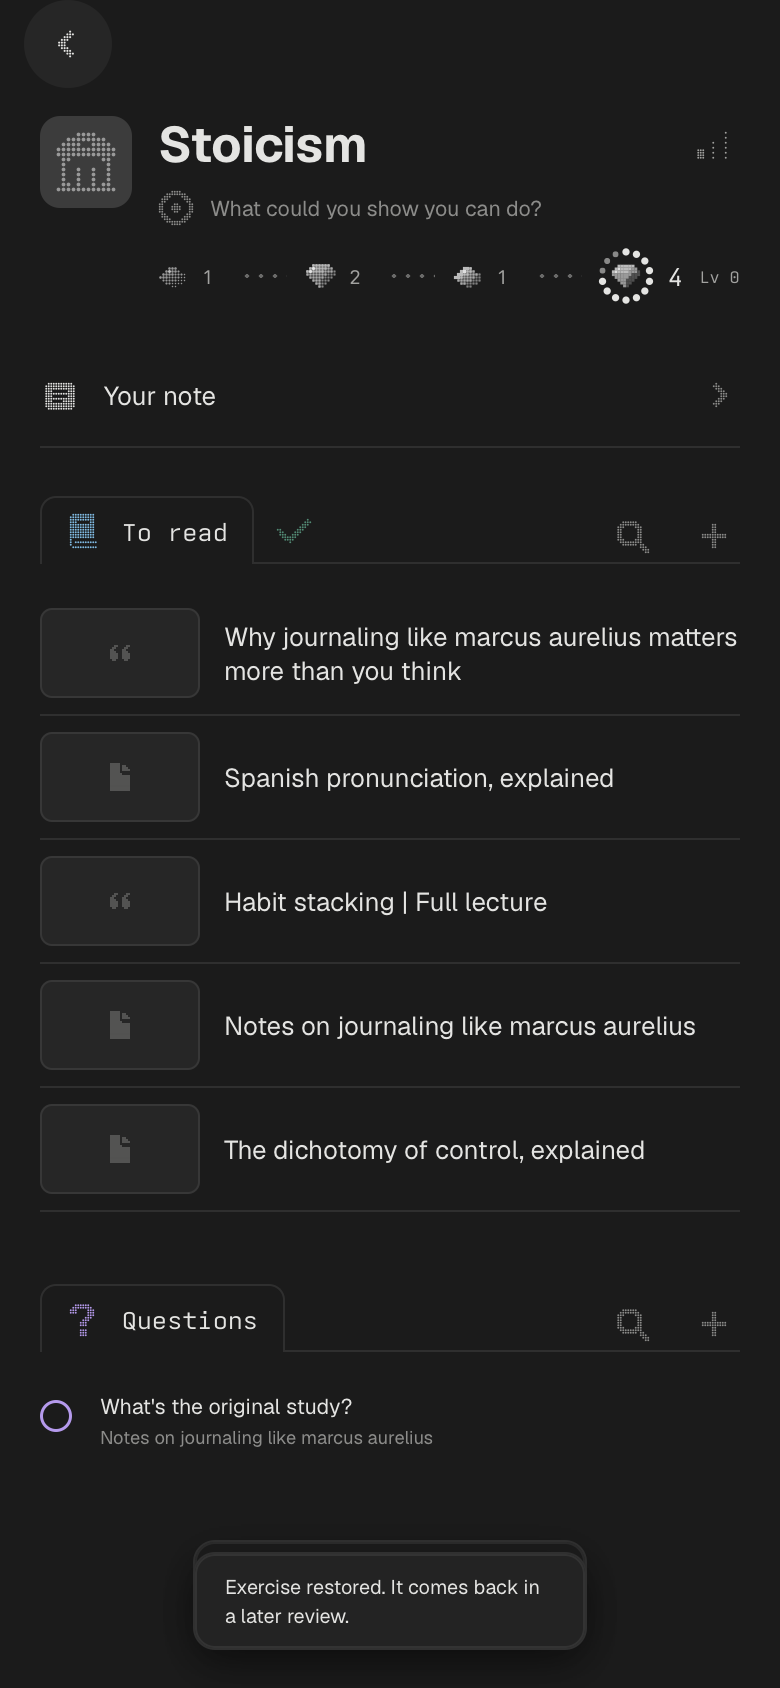 Stoicism
What could you show you can do?
1
2
1
4 Lv 0
Your note
To read
Why journaling like marcus aurelius matters
more than you think
Spanish pronunciation, explained
Habit stacking | Full lecture
Notes on journaling like marcus aurelius
The dichotomy of control, explained
Questions
What's the original study?
Notes on journaling like marcus aurelius
Exercise restored. It comes back in
a later review.